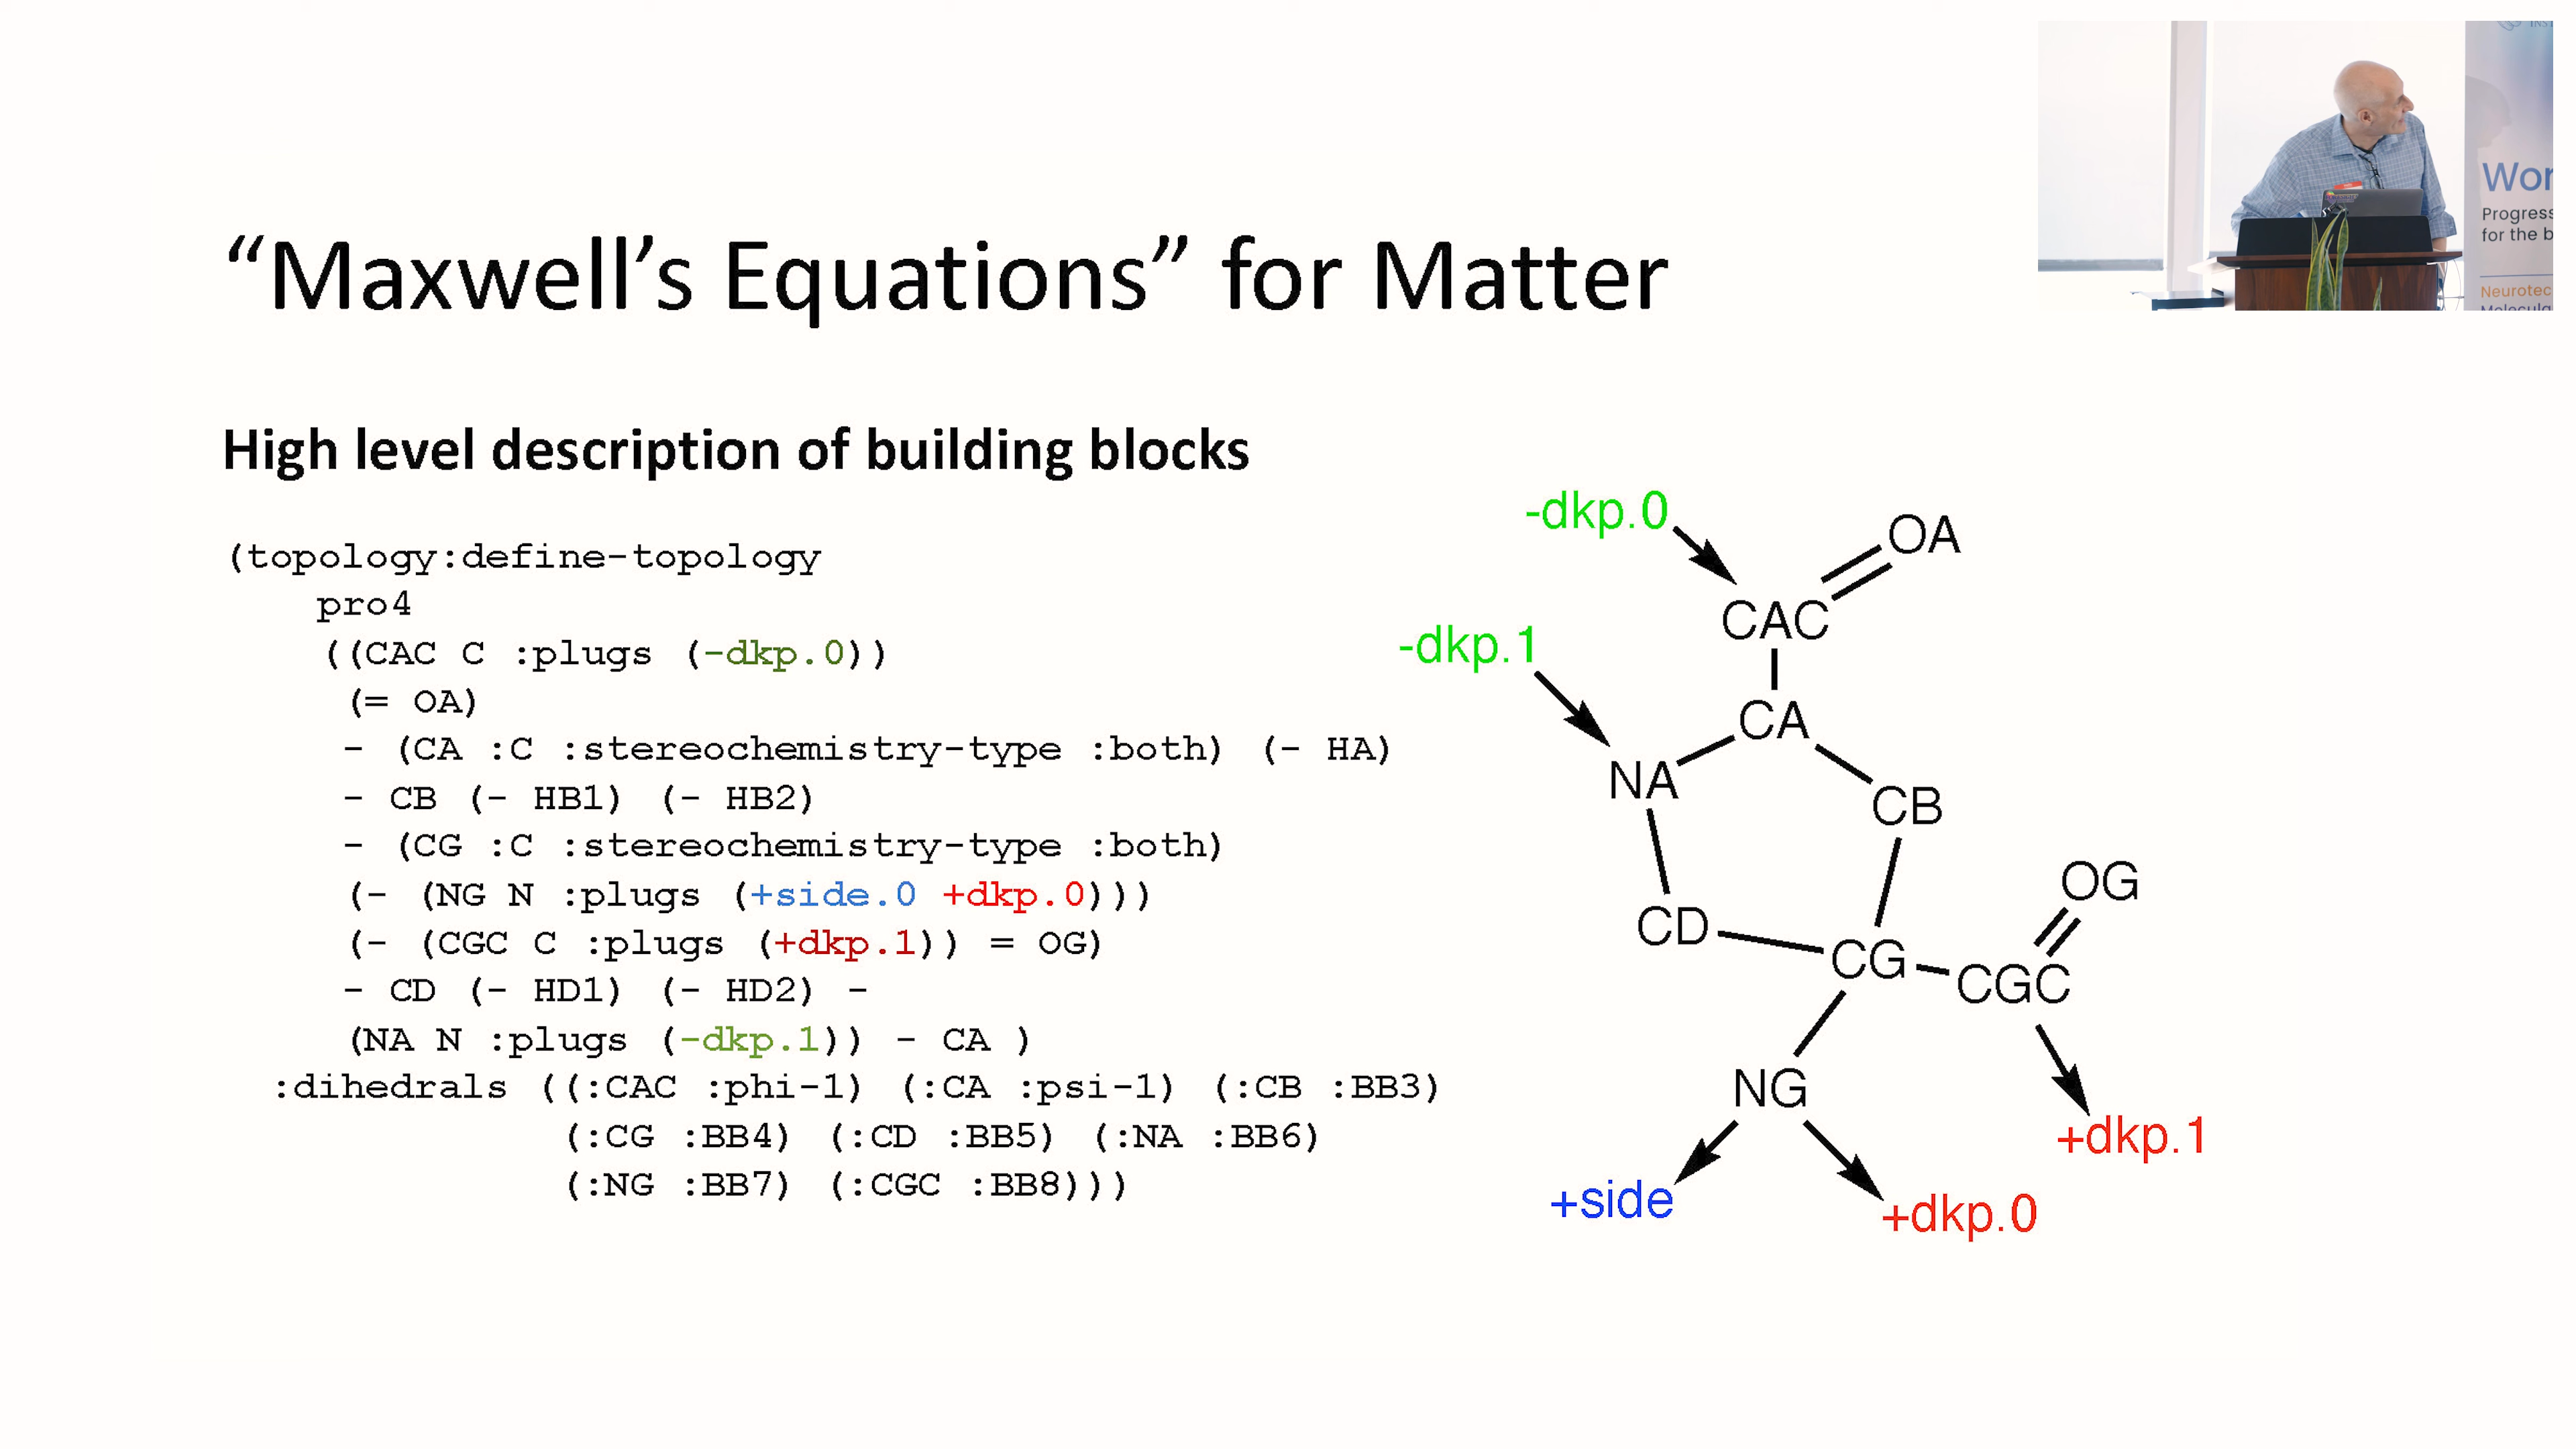 “Maxwell’s Equations” for Matter
High level description of building blocks
(topology:define-topology
pro4
((CAC C :plugs (-dkp.0))
(= OA)
- (CA :C :stereochemistry-type :both) (- HA)
- CB (- HB1) (- HB2)
- (CG :C :stereochemistry-type :both)
(- (NG N :plugs (+side.0 +dkp.0)))
(- (CGC C :plugs (+dkp.1)) = OG)
- CD (- HD1) (- HD2) -
(NA N :plugs (-dkp.1)) - CA )
:dihedrals ((:CAC :phi-1) (:CA :psi-1) (:CB :BB3)
(:CG :BB4) (:CD :BB5) (:NA :BB6)
(:NG :BB7) (:CGC :BB8)))
-dkp.0
OA
CAC
-dkp.1
CA
NA
CB
OG
CD
CG
CGC
NG
+dkp.1
+side
+dkp.0
Wor
Progress
for the b
Neurotec